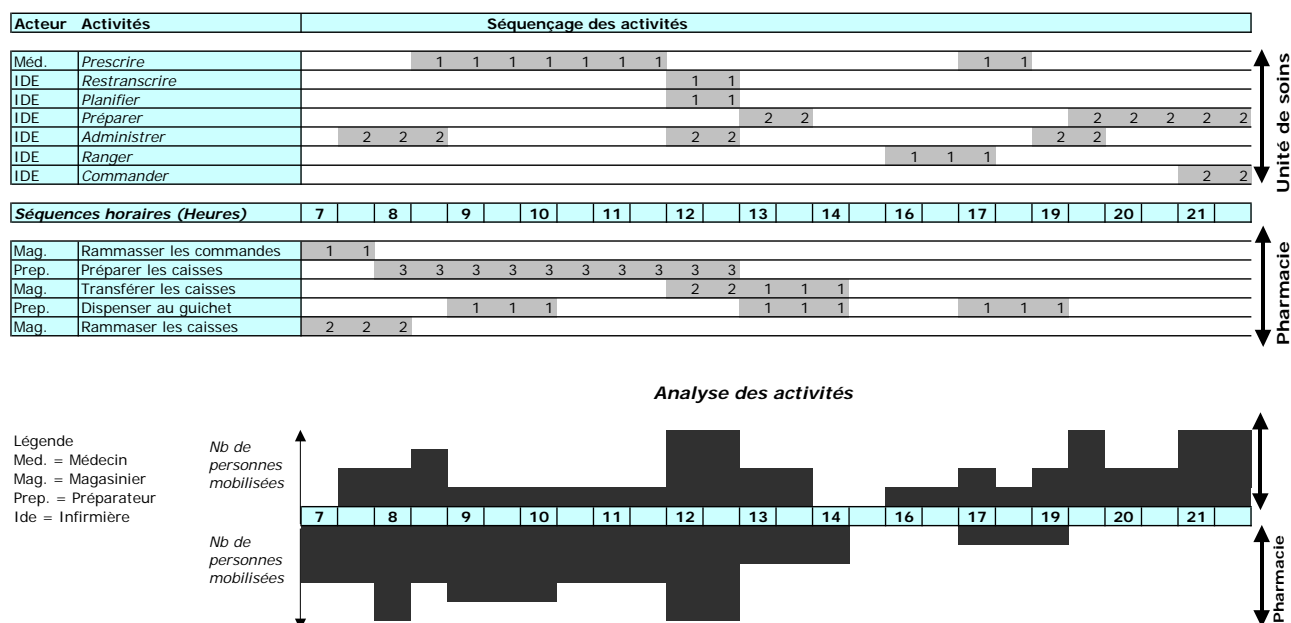 Acteur Activités Séquençage des activités
Méd. Prescrire 1 1 1 1 1 1 1 1 1
IDE Restranscrire 1 1
IDE Planifier 1 1
IDE Préparer 2 2 2 2 2 2 2
IDE Administrer 2 2 2 2 2 2 2
IDE Ranger 1 1 1
IDE Commander 2 2
Unité de soins
Séquences horaires (Heures) 7 8 9 10 11 12 13 14 16 17 19 20 21
Mag. Rammasser les commandes 1 1
Prep. Préparer les caisses 3 3 3 3 3 3 3 3 3 3
Mag. Transférer les caisses 2 2 1 1 1
Prep. Dispenser au guichet 1 1 1 1 1 1 1 1 1
Mag. Rammaser les caisses 2 2 2
Pharmacie
Analyse des activités
Légende
Med. = Médecin
Mag. = Magasinier
Prep. = Préparateur
Ide = Infirmière
Nb de
personnes
mobilisées
7 8 9 10 11 12 13 14 16 17 19 20 21
Nb de
personnes
mobilisées
Pharmacie